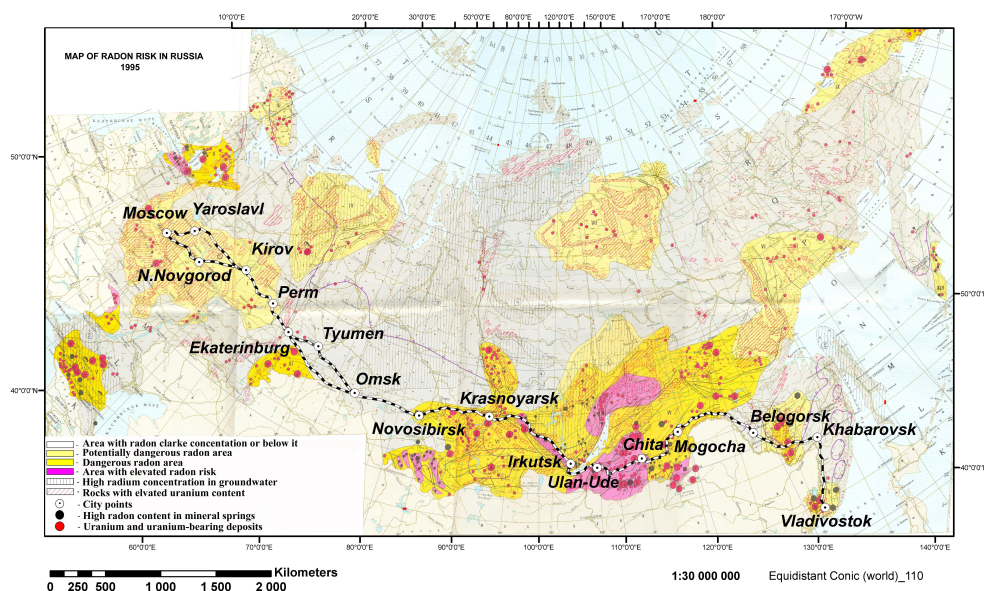 10°0'0"E 20°0'0"E 30°0'0"E 50°0'0"E 80°0'0"E 120°0'0"E 150°0'0"E 170°0'0"E 180°0'0" 170°0'0"W
MAP OF RADON RISK IN RUSSIA
1995
50°0'0"N
Moscow Yaroslavl
Kirov
N.Novgorod
Perm
50°0'0"N
Tyumen
Ekaterinburg
Omsk
40°0'0"N
Krasnoyarsk
Novosibirsk
Belogorsk
Khabarovsk
Chita
Mogocha
Irkutsk
40°0'0"N
Ulan-Ude
Vladivostok
- Area with radon clarke concentation or below it
- Potentially dangerous radon area
- Dangerous radon area
- Area with elevated radon risk
- High radium concentration in groundwater
- Rocks with elvated uranium content
- City points
- High radon content in mineral springs
- Uranium and uranium-bearing deposits
60°0'0"E 70°0'0"E 80°0'0"E 90°0'0"E 100°0'0"E 110°0'0"E 120°0'0"E 130°0'0"E 140°0'0"E
Kilometers
0 250 500 1 000 1 500 2 000
1:30 000 000 Equidistant Conic (world)_110